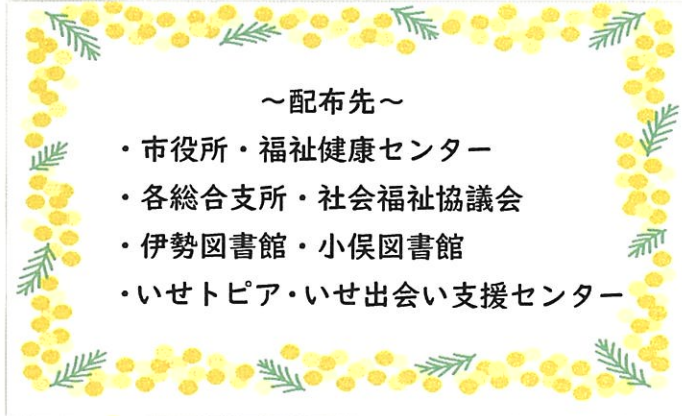 ～配布先～
・市役所・福祉健康センター
・各総合支所・社会福祉協議会
・伊勢図書館・小俣図書館
・いせトピア・いせ出会い支援センター